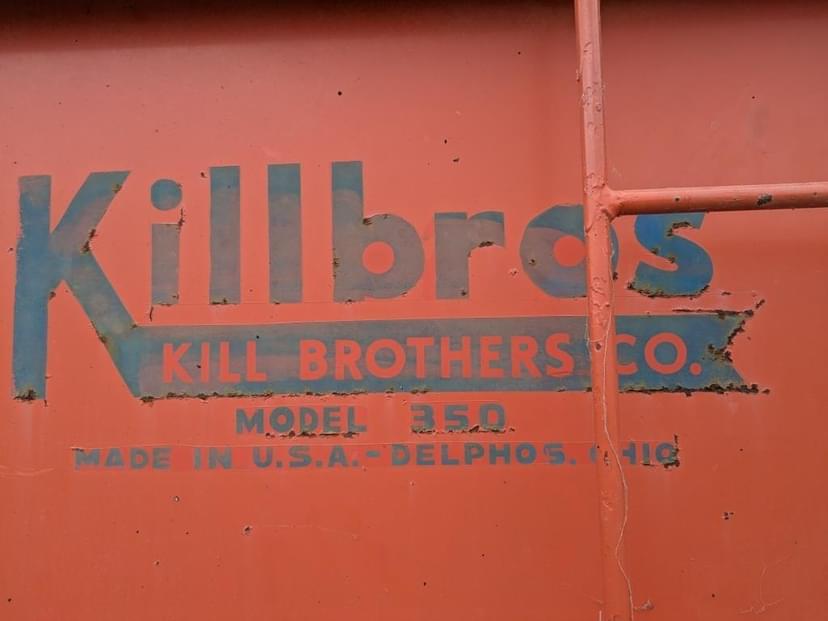 Killbros
KILL BROTHERS CO.
MODEL 350
MADE IN U.S.A.-DELPHOS. OHIO